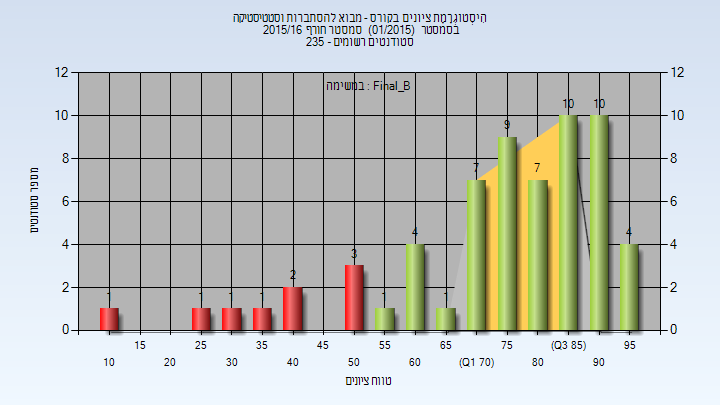 היסטוגרמת ציונים בקורס - מבוא להסתברות וסטטיסטיקה
בסמסטר (01/2015) סמסטר חורף 2015/16
סטודנטים רשומים - 235
במשימה : Final_B
12 12
10 10
8 8
6 6
4 4
2 2
0 0
מספר סטודנטים
1 1 1 1 2 3 1 4 1 7 9 7 10 10 4
15 25 35 45 55 65 75 (Q3 85) 95
10 20 30 40 50 60 (Q1 70) 80 90
טווח ציונים